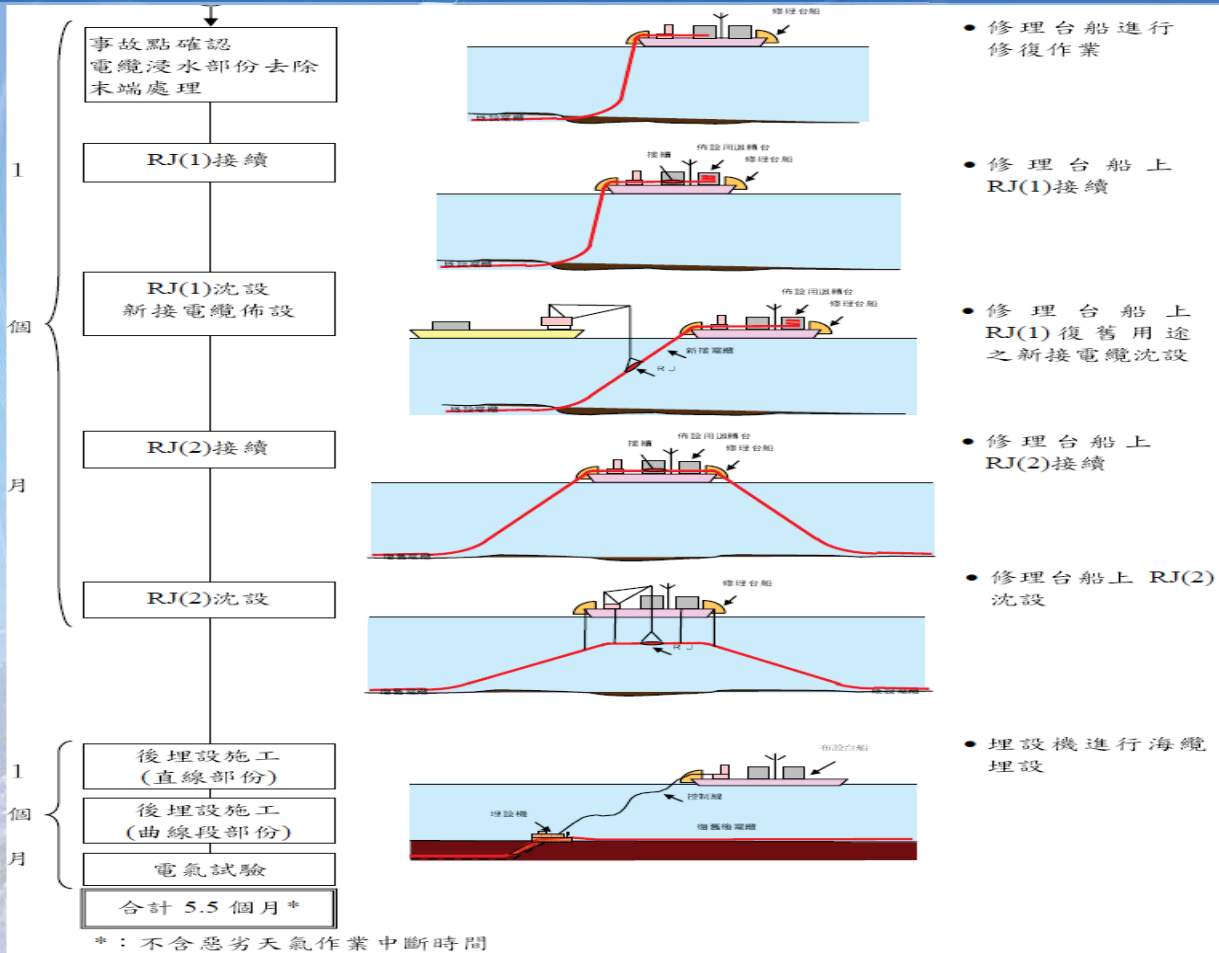 事故點確認
電纜浸水部份去除
末端處理
修理台船
• 修理台船進行
修復作業
1
個
月
RJ(1)接續
接續
佈設用迴轉台
修理台船
• 修理台船上
RJ(1)接續
RJ(1)沈設
新接電纜佈設
佈設用迴轉台
修理台船
新接電纜
RJ
• 修理台船上
RJ(1)復舊用途
之新接電纜沈設
RJ(2)接續
接續
佈設用迴轉台
修理台船
• 修理台船上
RJ(2)接續
RJ(2)沈設
修理台船
RJ
• 修理台船上 RJ(2)
沈設
1
個
月
後埋設施工
(直線部份)
後埋設施工
(曲線段部份)
電氣試驗
布設台船
控制線
埋設機
復舊後電纜
• 埋設機進行海纜
埋設
合計 5.5 個月*
*：不含惡劣天氣作業中斷時間